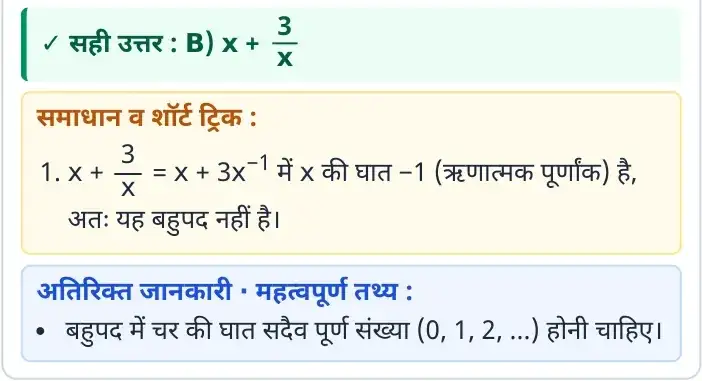 ✓ सही उत्तर : B) x + 3/x
समाधान व शॉर्ट ट्रिक :
1. x + 3/x = x + 3x⁻¹ में x की घात −1 (ऋणात्मक पूर्णांक) है,
अतः यह बहुपद नहीं है।
अतिरिक्त जानकारी · महत्वपूर्ण तथ्य :
• बहुपद में चर की घात सदैव पूर्ण संख्या (0, 1, 2, ...) होनी चाहिए।